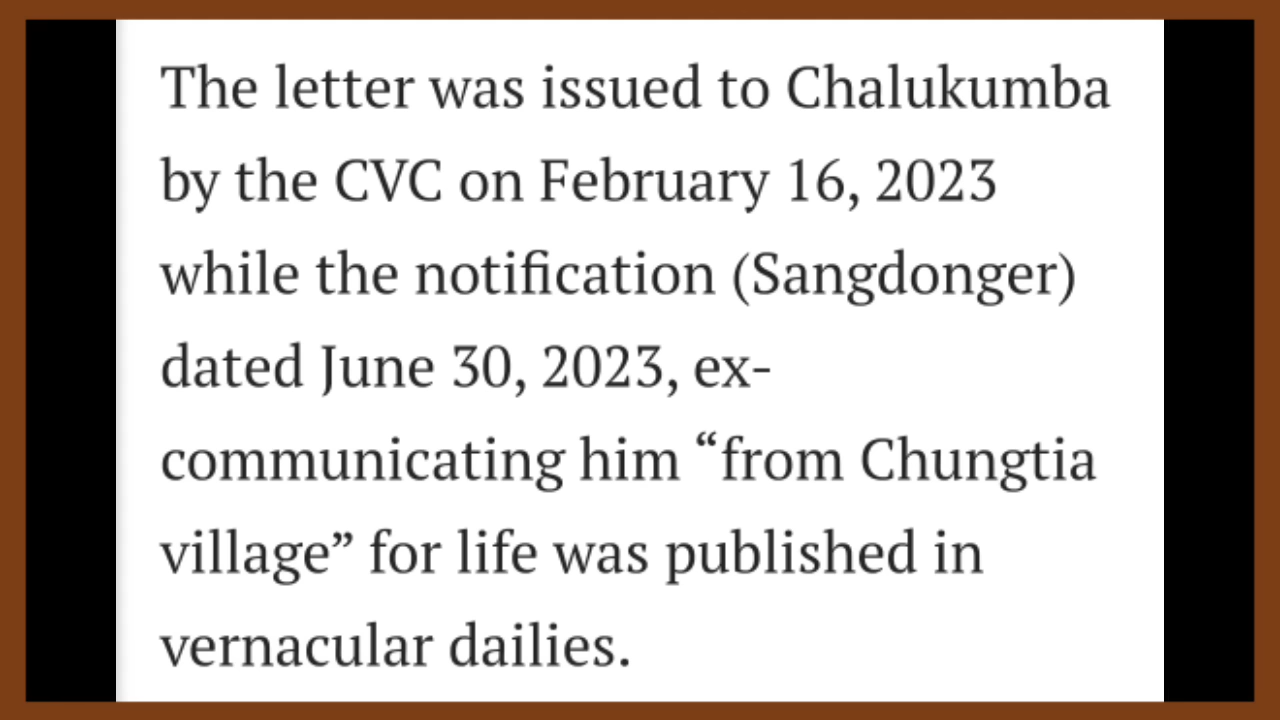 The letter was issued to Chalukumba
by the CVC on February 16, 2023
while the notification (Sangdonger)
dated June 30, 2023, ex-
communicating him “from Chungtia
village” for life was published in
vernacular dailies.